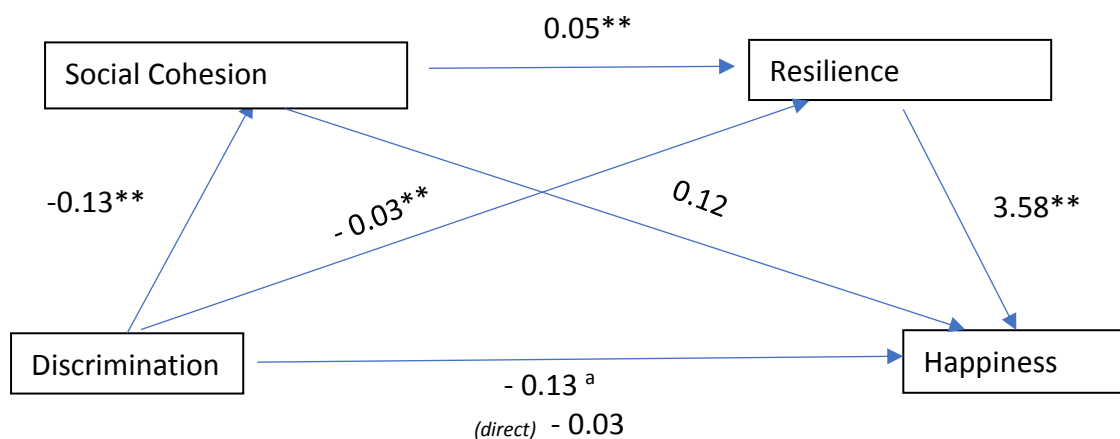 0.05**
Social Cohesion
Resilience
-0.13**
- 0.03**
0.12
3.58**
Discrimination
Happiness
- 0.13 ᵃ
(direct) - 0.03